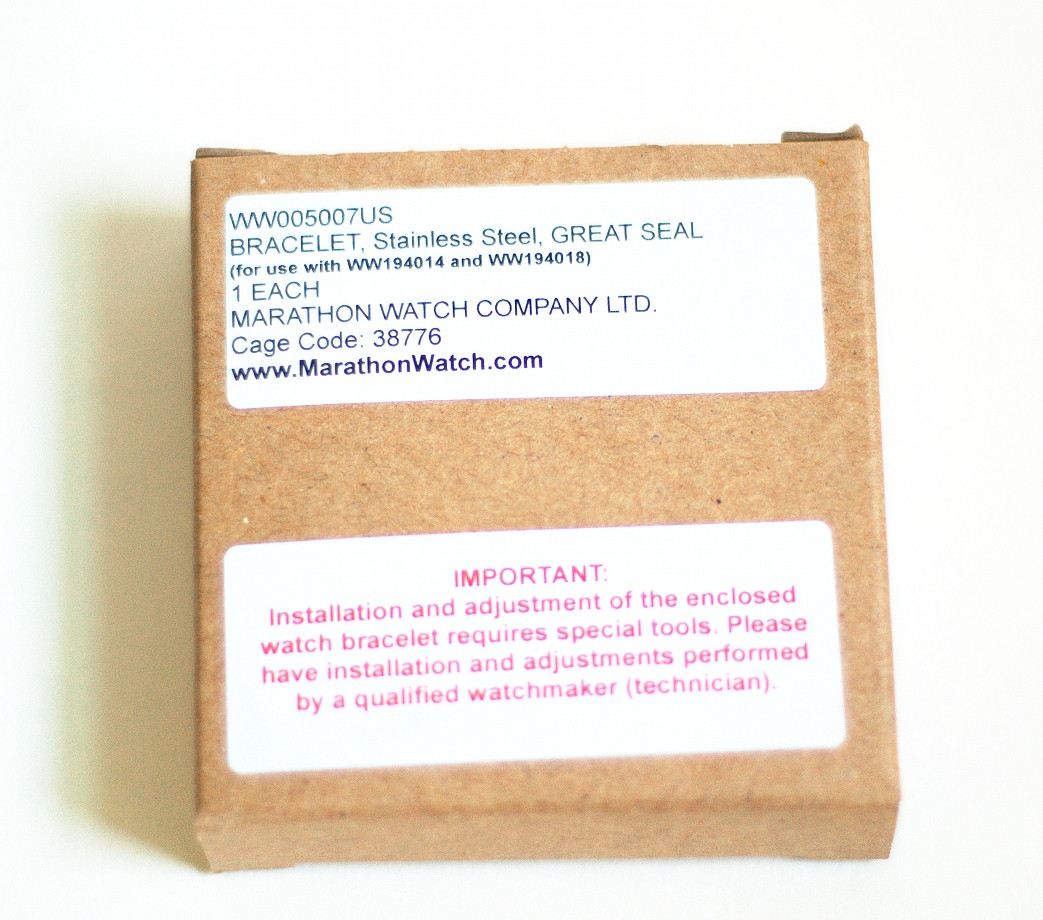 WW005007US
BRACELET, Stainless Steel, GREAT SEAL
(for use with WW194014 and WW194018)
1 EACH
MARATHON WATCH COMPANY LTD.
Cage Code: 38776
www.MarathonWatch.com
IMPORTANT:
Installation and adjustment of the enclosed
watch bracelet requires special tools. Please
have installation and adjustments performed
by a qualified watchmaker (technician).